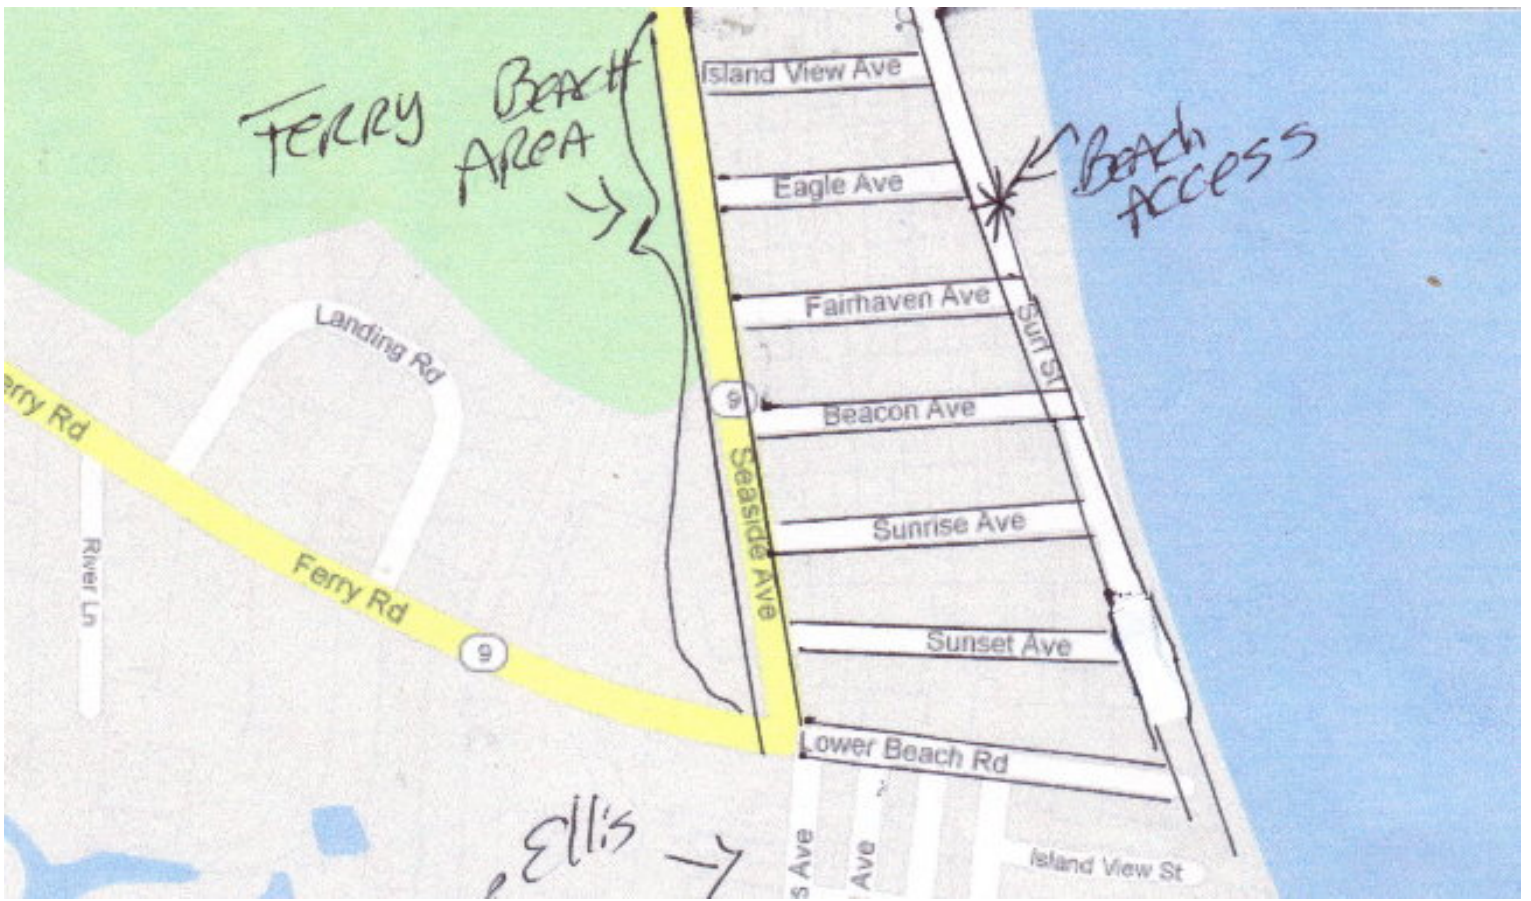 Island View Ave
FERRY BEACH
AREA
Eagle Ave
BEACH
ACCESS
Fairhaven Ave
Surf St
Landing Rd
erry Rd
9
Beacon Ave
Seaside Ave
Sunrise Ave
River Ln
Ferry Rd
9
Sunset Ave
Lower Beach Rd
Ellis
s Ave
Ave
Island View St